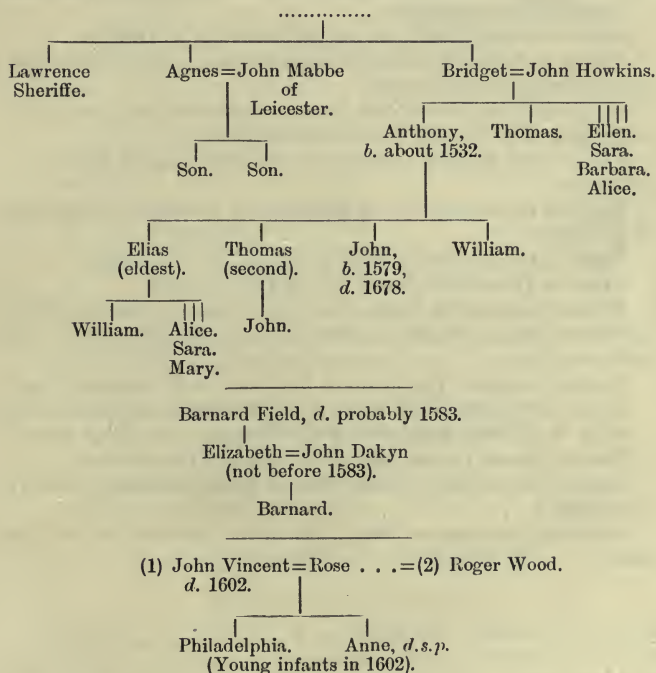 ..............
Lawrence Agnes=John Mabbe Bridget=John Howkins.
Sheriffe. of
Leicester.
Anthony, Thomas. Ellen.
b. about 1532. Sara.
Son. Son. Barbara.
Alice.
Elias Thomas John, William.
(eldest). (second). b. 1579,
d. 1678.
William. Alice. John.
Sara.
Mary.
Barnard Field, d. probably 1583.
Elizabeth=John Dakyn
(not before 1583).
Barnard.
(1) John Vincent=Rose . . .=(2) Roger Wood.
d. 1602.
Philadelphia. Anne, d.s.p.
(Young infants in 1602).